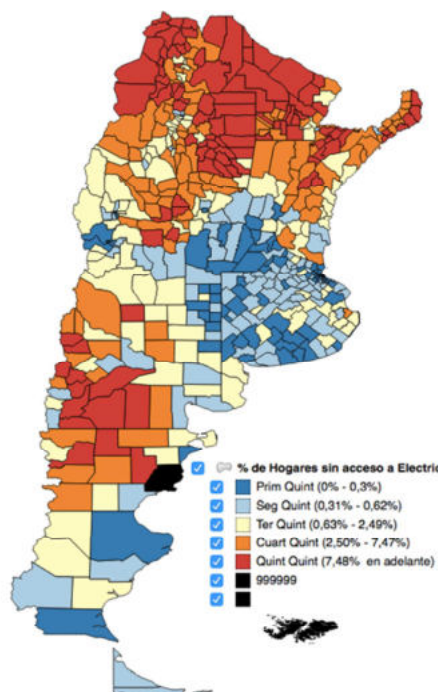 % de Hogares sin acceso a Electric
Prim Quint (0% - 0,3%)
Seg Quint (0,31% - 0,62%)
Ter Quint (0,63% - 2,49%)
Cuart Quint (2,50% - 7,47%)
Quint Quint (7,48% en adelante)
999999